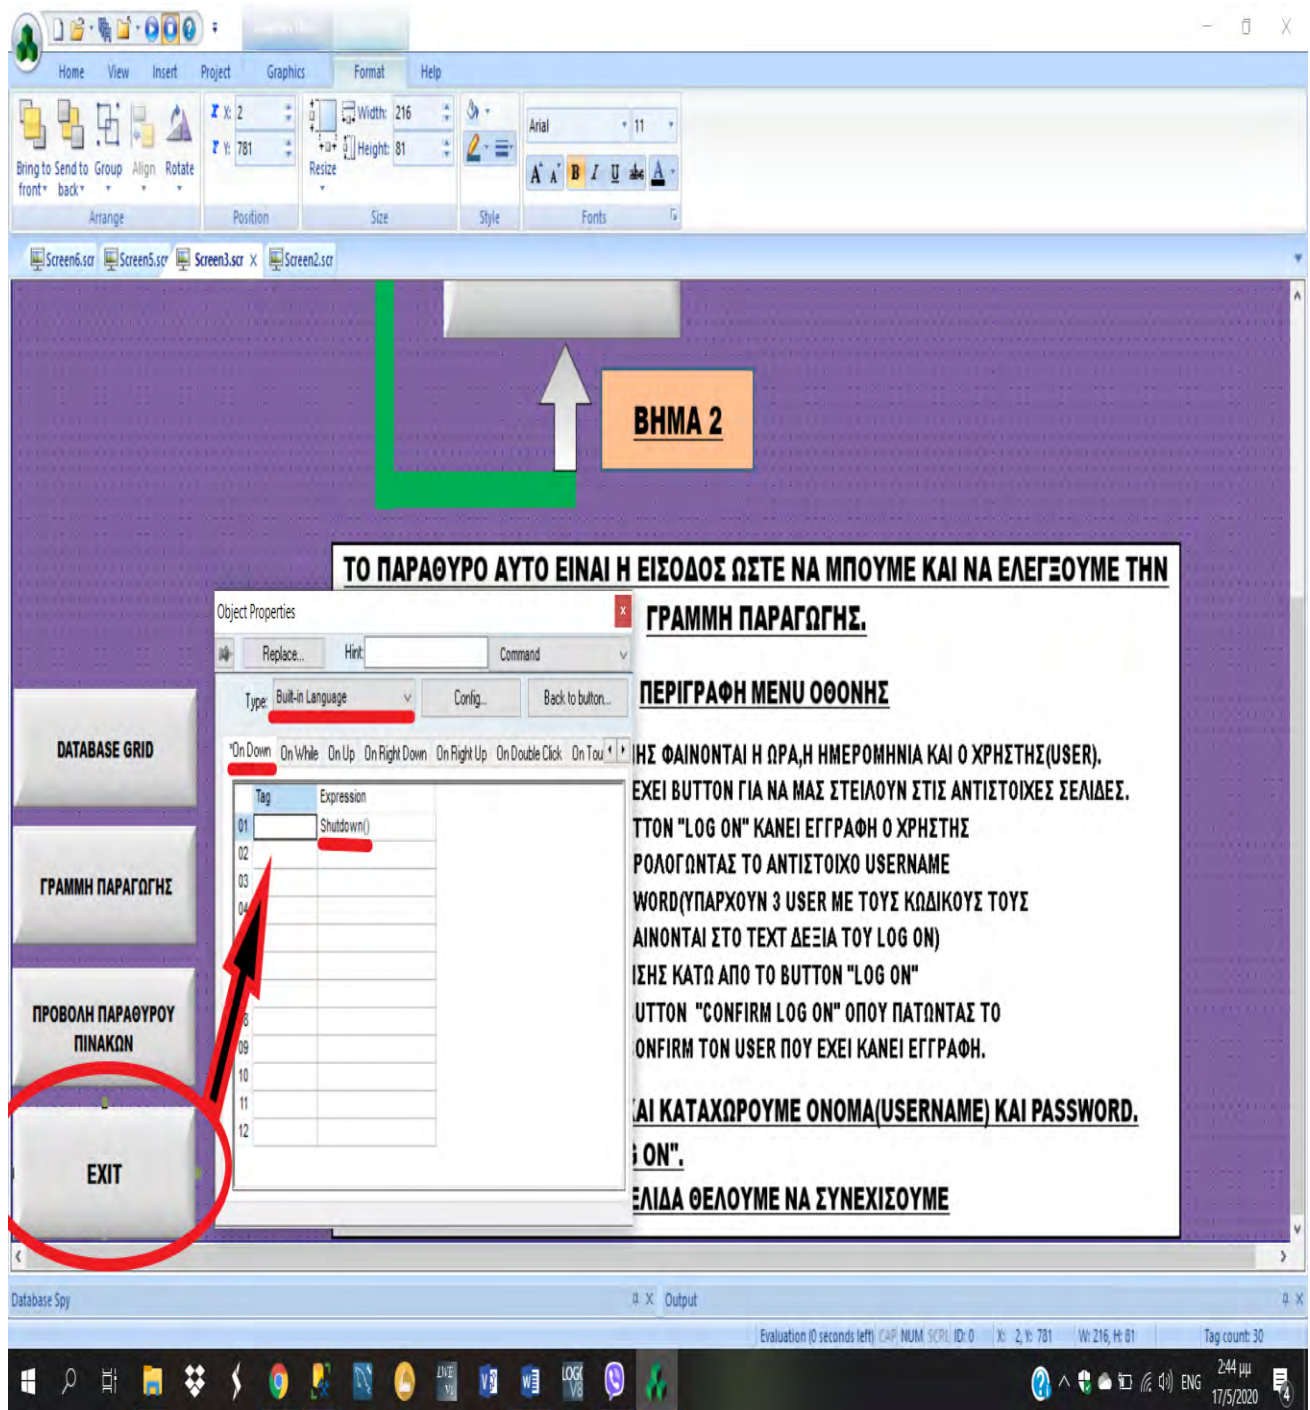 Home View Insert Project Graphics Format Help
X: 2
Y: 781
Width: 216
Height: 81
Arial 11
Bring to front Send to back Group Align Rotate
Resize
A A B I U abc A
Arrange Position Size Style Fonts
Screen6.scr Screen5.scr Screen3.scr X Screen2.scr
ΒΗΜΑ 2
ΤΟ ΠΑΡΑΘΥΡΟ ΑΥΤΟ ΕΙΝΑΙ Η ΕΙΣΟΔΟΣ ΩΣΤΕ ΝΑ ΜΠΟΥΜΕ ΚΑΙ ΝΑ ΕΛΕΓΞΟΥΜΕ ΤΗΝ
ΓΡΑΜΜΗ ΠΑΡΑΓΩΓΗΣ.
ΠΕΡΙΓΡΑΦΗ MENU ΟΘΟΝΗΣ
ΗΣ ΦΑΙΝΟΝΤΑΙ Η ΩΡΑ,Η ΗΜΕΡΟΜΗΝΙΑ ΚΑΙ Ο ΧΡΗΣΤΗΣ(USER).
ΕΧΕΙ BUTTON ΓΙΑ ΝΑ ΜΑΣ ΣΤΕΙΛΟΥΝ ΣΤΙΣ ΑΝΤΙΣΤΟΙΧΕΣ ΣΕΛΙΔΕΣ.
TTON "LOG ON" ΚΑΝΕΙ ΕΓΓΡΑΦΗ Ο ΧΡΗΣΤΗΣ
ΡΟΛΟΓΩΝΤΑΣ ΤΟ ΑΝΤΙΣΤΟΙΧΟ USERNAME
WORD(ΥΠΑΡΧΟΥΝ 3 USER ΜΕ ΤΟΥΣ ΚΩΔΙΚΟΥΣ ΤΟΥΣ
ΑΙΝΟΝΤΑΙ ΣΤΟ TEXT ΔΕΞΙΑ ΤΟΥ LOG ON)
ΙΣΗΣ ΚΑΤΩ ΑΠΟ ΤΟ BUTTON "LOG ON"
UTTON "CONFIRM LOG ON" ΟΠΟΥ ΠΑΤΩΝΤΑΣ ΤΟ
ONFIRM ΤΟΝ USER ΠΟΥ ΕΧΕΙ ΚΑΝΕΙ ΕΓΓΡΑΦΗ.
ΚΑΙ ΚΑΤΑΧΩΡΟΥΜΕ ΟΝΟΜΑ(USERNAME) ΚΑΙ PASSWORD.
ON".
ΕΛΙΔΑ ΘΕΛΟΥΜΕ ΝΑ ΣΥΝΕΧΙΣΟΥΜΕ
Object Properties
Replace... Hint: Command
Type: Built-in Language Config... Back to button...
*On Down On While On Up On Right Down On Right Up On Double Click On Tou
Tag Expression
01 Shutdown()
02
03
04
8
09
10
11
12
DATABASE GRID
ΓΡΑΜΜΗ ΠΑΡΑΓΩΓΗΣ
ΠΡΟΒΟΛΗ ΠΑΡΑΘΥΡΟΥ
ΠΙΝΑΚΩΝ
EXIT
Database Spy Output
Evaluation (0 seconds left) CAP NUM SCRL ID: 0 X: 2, Y: 781 W: 216, H: 81 Tag count: 30
ENG 2:44 μμ
17/5/2020